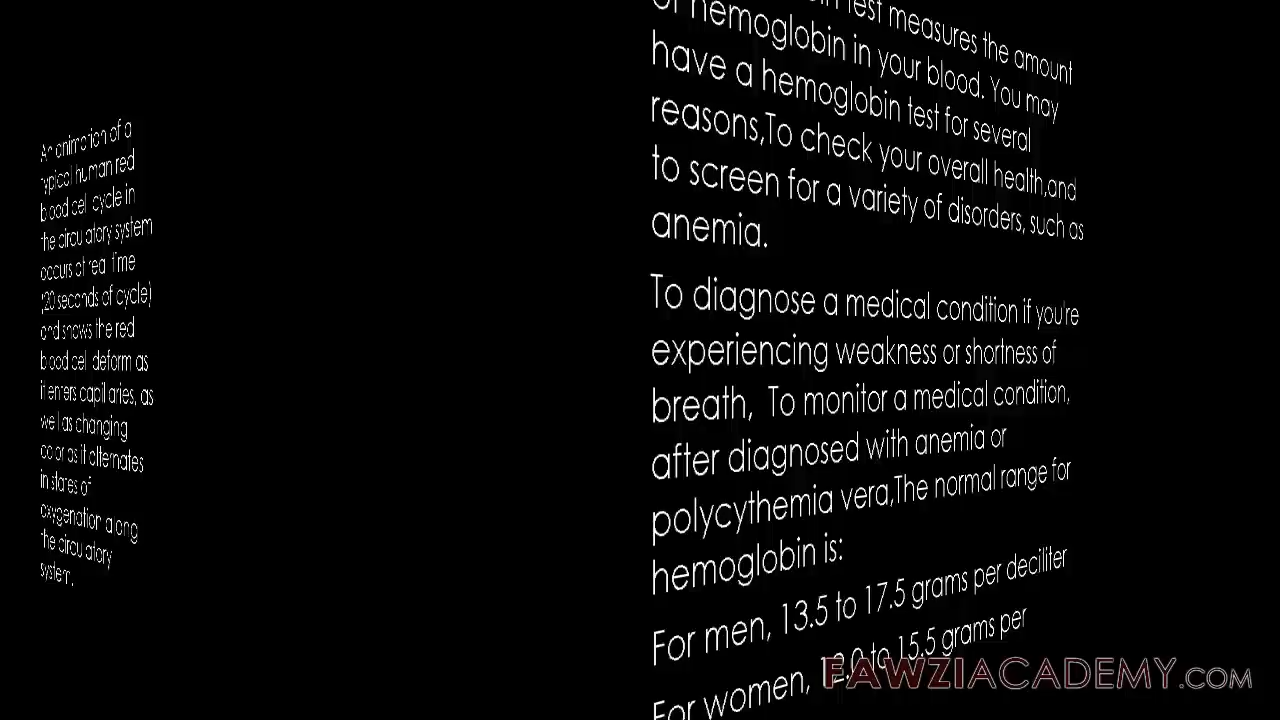 An animation of a
typical human red
blood cell cycle in
the circulatory system
occurs at real time
(20 seconds of cycle)
and shows the red
blood cell deform as
it enters capillaries, as
well as changing
color as it alternates
in states of
oxygenation along
the circulatory
system.
test measures the amount
of hemoglobin in your blood. You may
have a hemoglobin test for several
reasons,To check your overall health,and
to screen for a variety of disorders, such as
anemia.
To diagnose a medical condition if you're
experiencing weakness or shortness of
breath, To monitor a medical condition,
after diagnosed with anemia or
polycythemia vera,The normal range for
hemoglobin is:
For men, 13.5 to 17.5 grams per deciliter
For women, 12.0 to 15.5 grams per
FAWZIACADEMY.COM